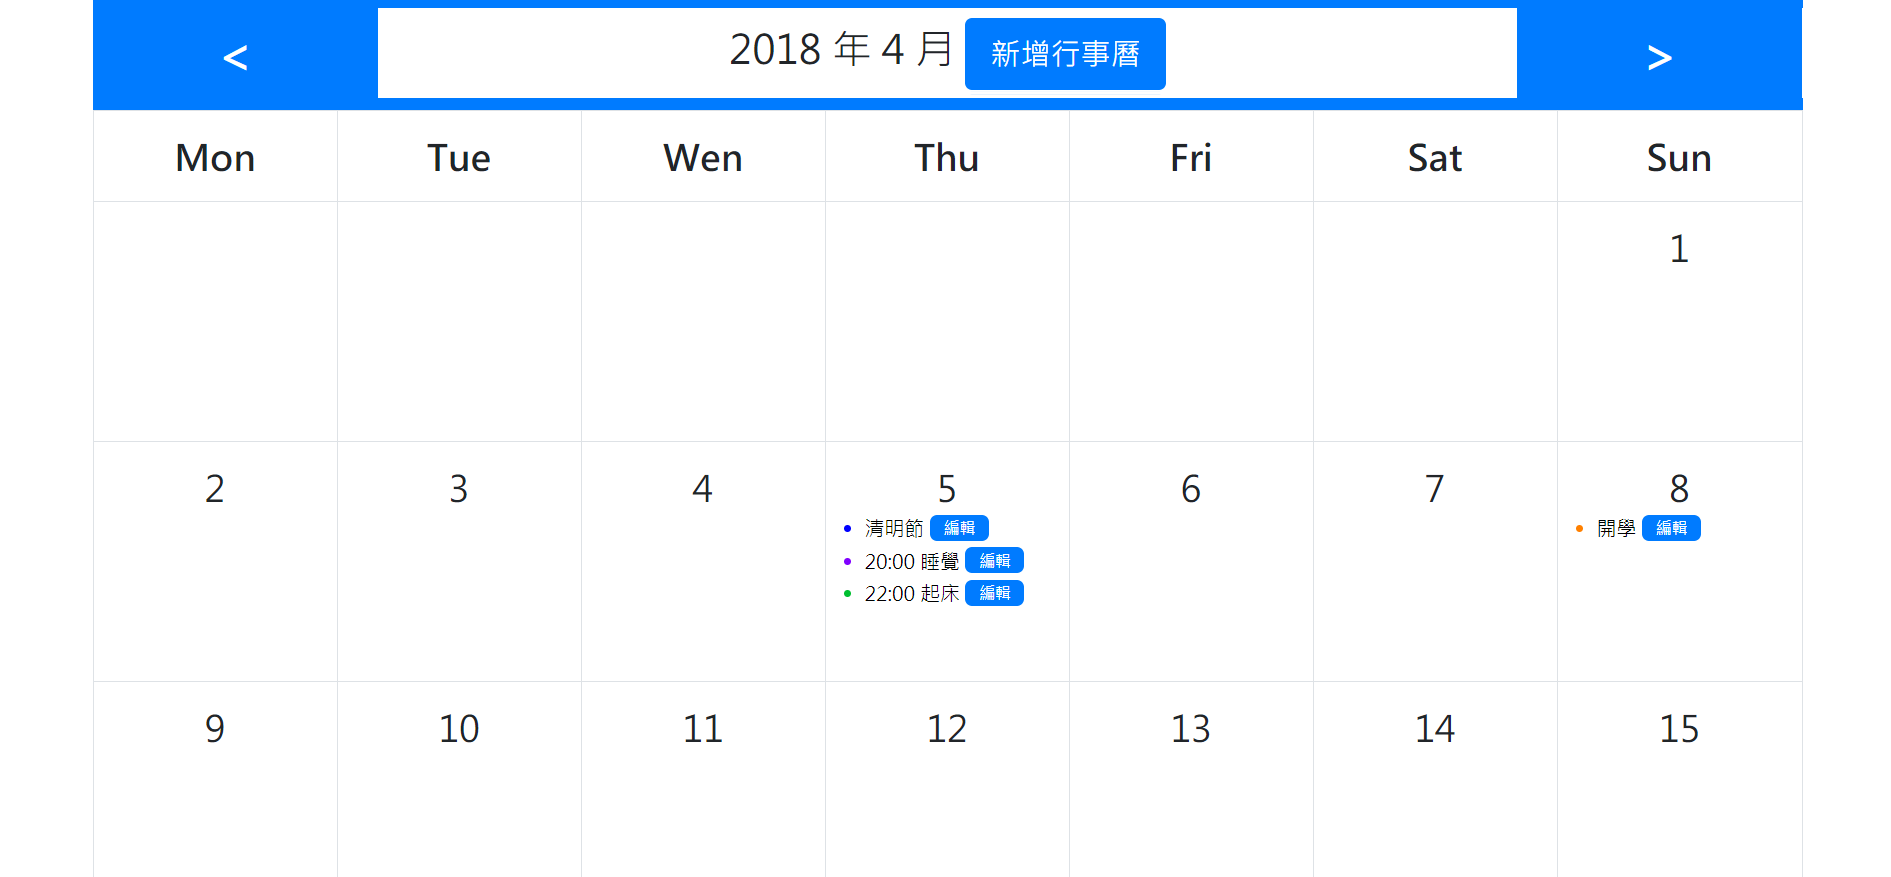 < 2018 年 4 月 新增行事曆 >
Mon Tue Wen Thu Fri Sat Sun
1
2 3 4 5 6 7 8
• 清明節 編輯
• 20:00 睡覺 編輯
• 22:00 起床 編輯
• 開學 編輯
9 10 11 12 13 14 15